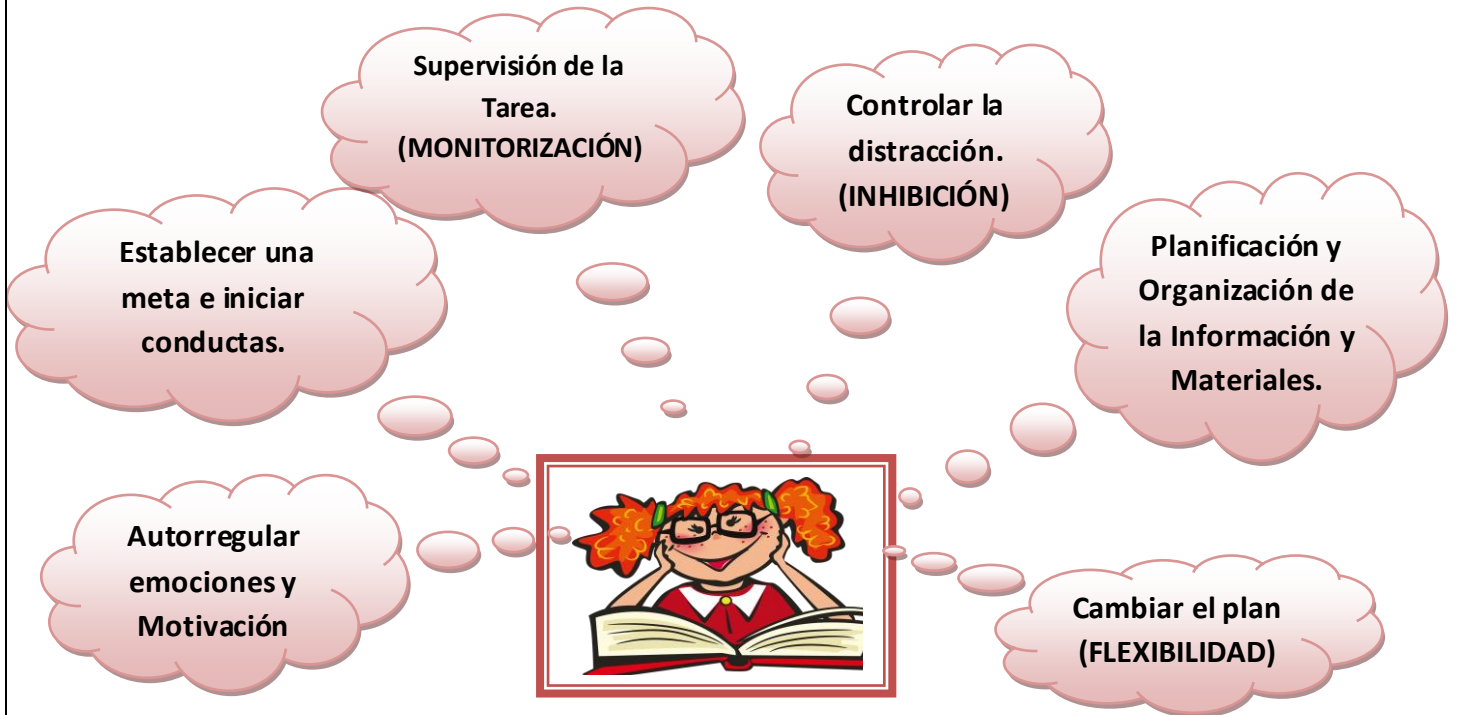 Supervisión de la
Tarea.
(MONITORIZACIÓN)
Controlar la
distracción.
(INHIBICIÓN)
Establecer una
meta e iniciar
conductas.
Planificación y
Organización de
la Información y
Materiales.
Autorregular
emociones y
Motivación
Cambiar el plan
(FLEXIBILIDAD)